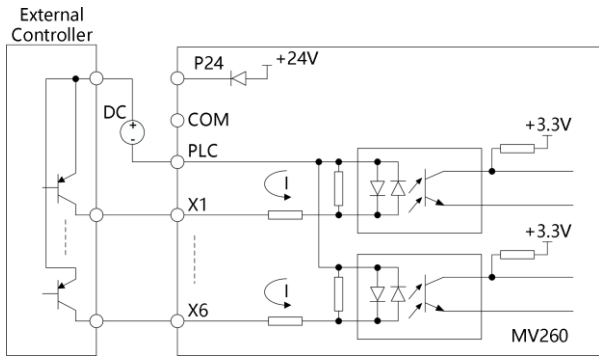 External
Controller
P24
+24V
DC
+
-
COM
PLC
+3.3V
I
X1
+3.3V
I
X6
MV260